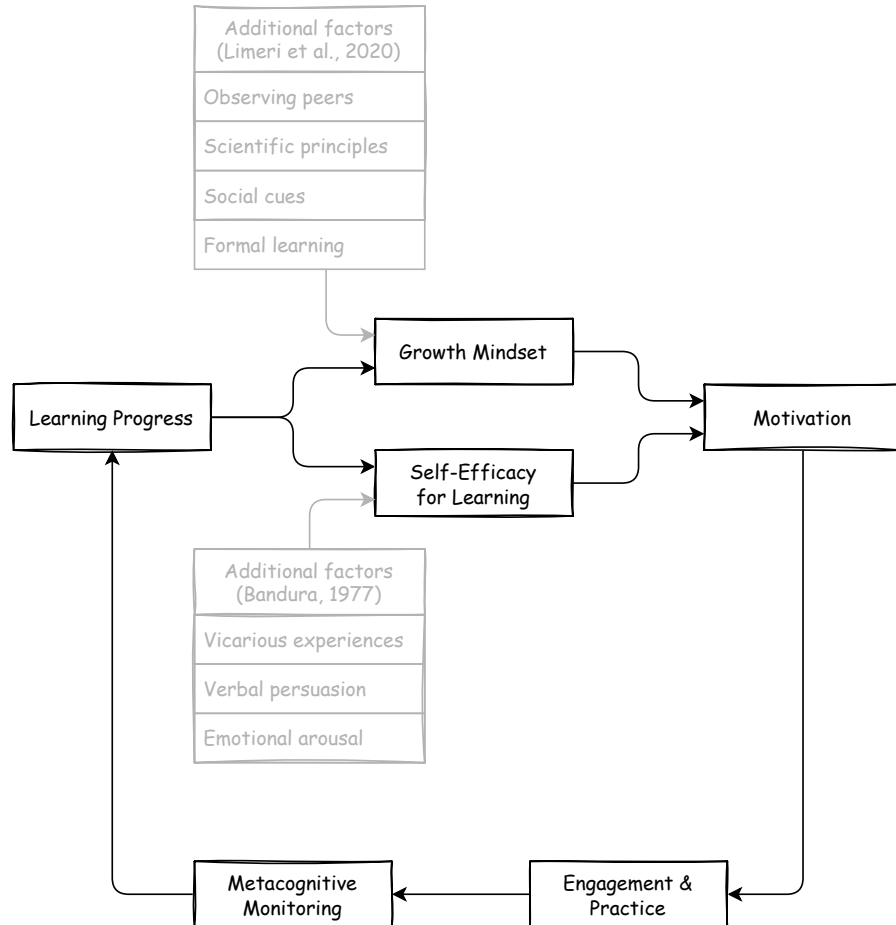 Additional factors
(Limeri et al., 2020)
Observing peers
Scientific principles
Social cues
Formal learning
Growth Mindset
Learning Progress
Motivation
Self-Efficacy
for Learning
Additional factors
(Bandura, 1977)
Vicarious experiences
Verbal persuasion
Emotional arousal
Metacognitive
Monitoring
Engagement &
Practice